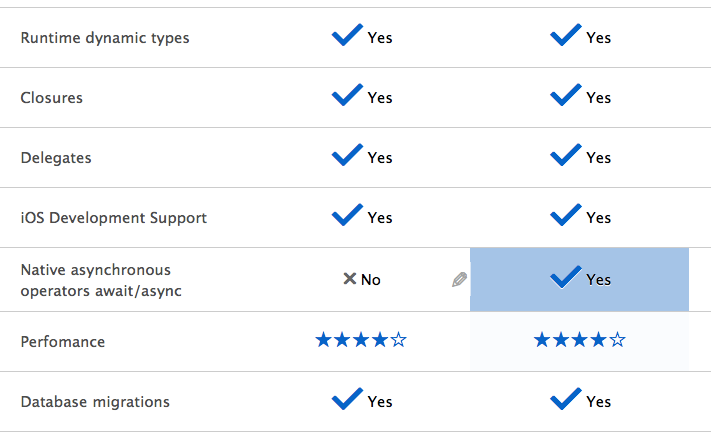 Runtime dynamic types Yes Yes
Closures Yes Yes
Delegates Yes Yes
iOS Development Support Yes Yes
Native asynchronous
operators await/async No Yes
Perfomance
Database migrations Yes Yes